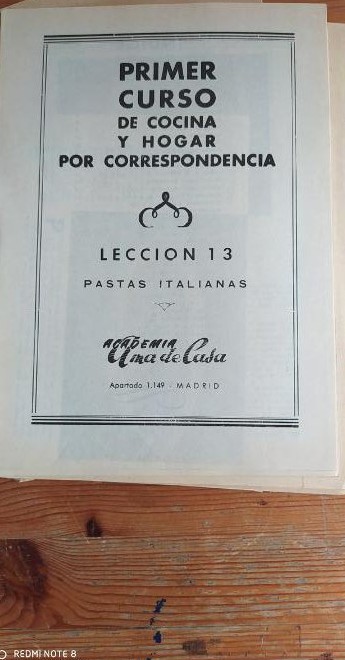 PRIMER
CURSO
DE COCINA
Y HOGAR
POR CORRESPONDENCIA
LECCION 13
PASTAS ITALIANAS
ACADEMIA
Ama de Casa
Apartado 1.149 - MADRID
REDMI NOTE 8